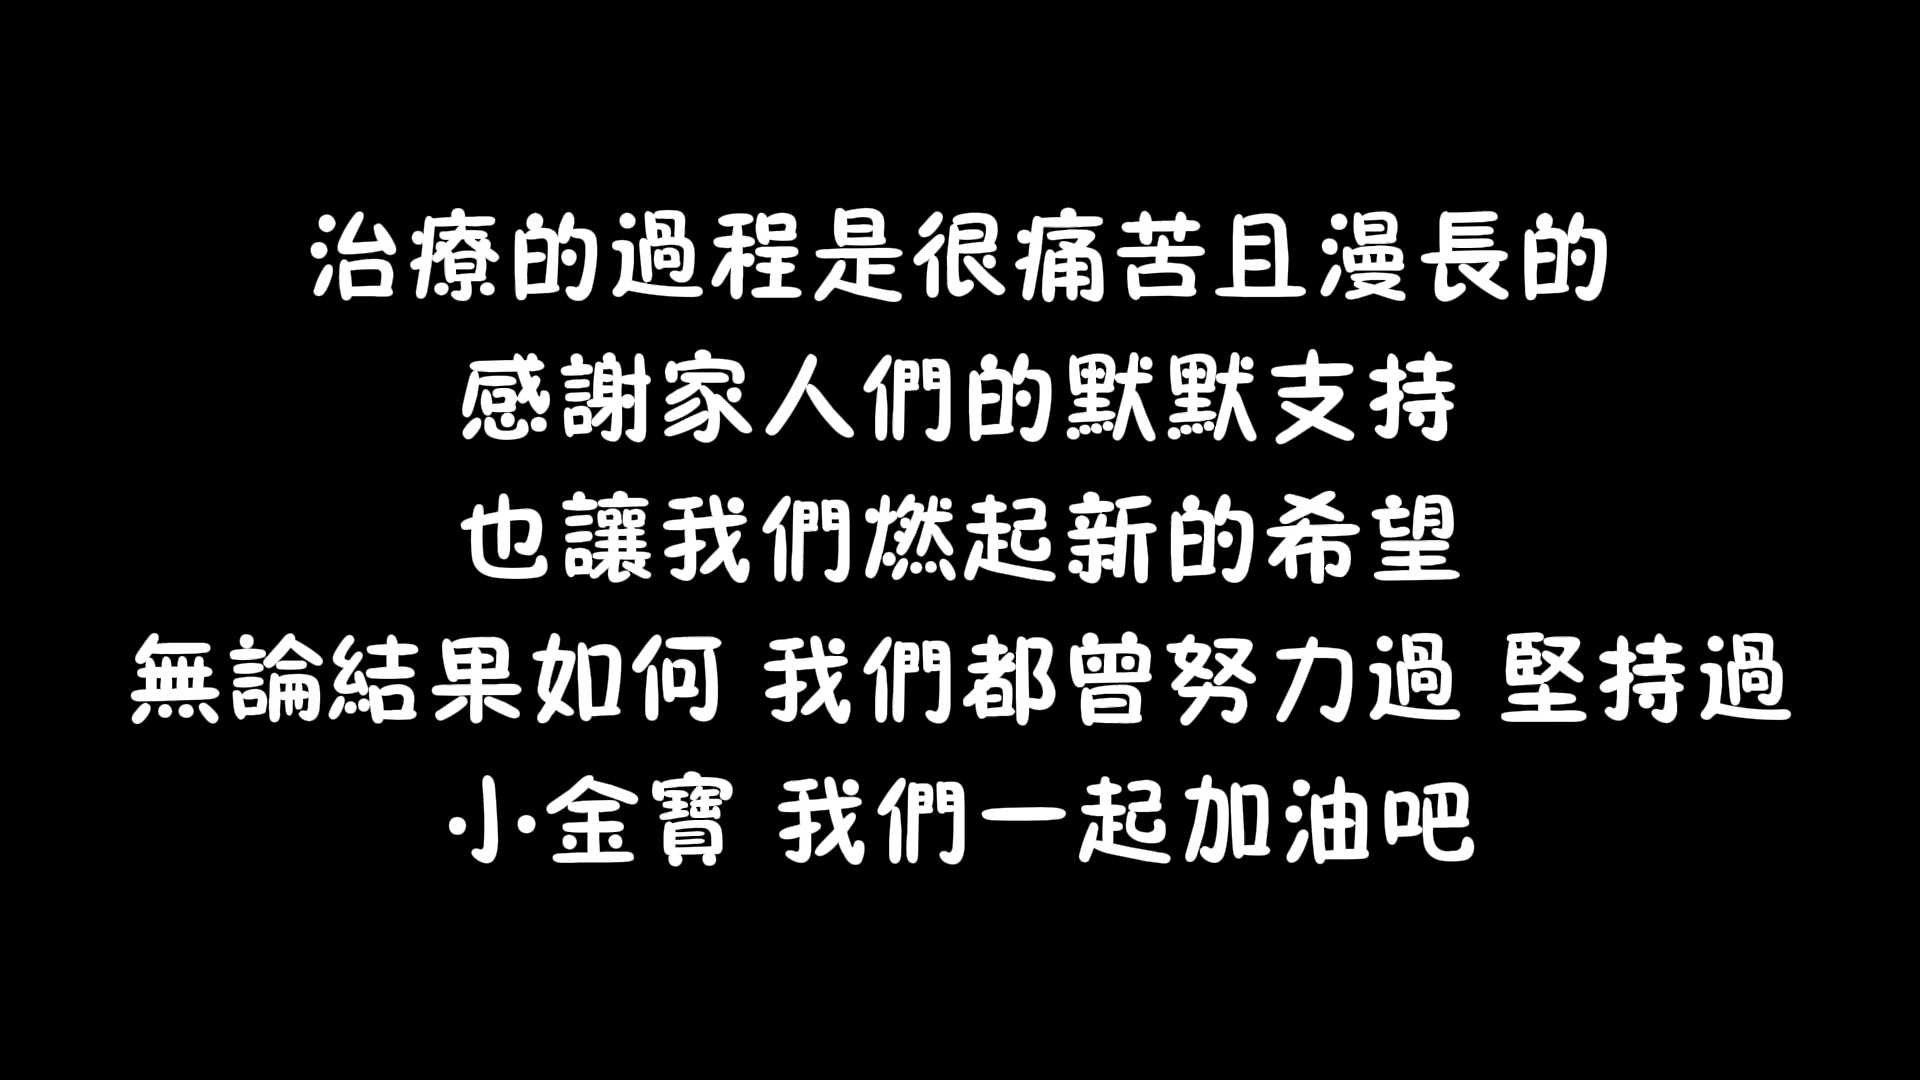 治療的過程是很痛苦且漫長的
感謝家人們的默默支持
也讓我們燃起新的希望
無論結果如何 我們都曾努力過 堅持過
小金寶 我們一起加油吧